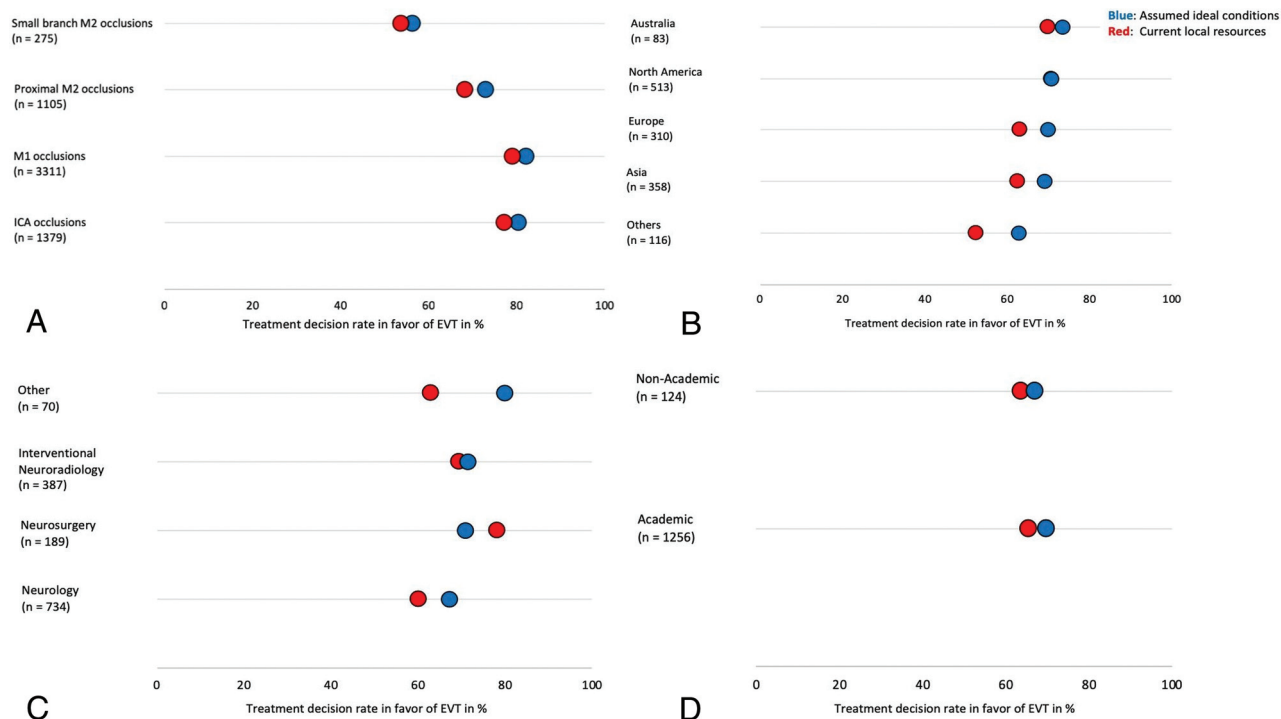 Small branch M2 occlusions
(n = 275)
Proximal M2 occlusions
(n = 1105)
M1 occlusions
(n = 3311)
ICA occlusions
(n = 1379)
0 20 40 60 80 100
Treatment decision rate in favor of EVT in %
A
Blue: Assumed ideal conditions
Red: Current local resources
Australia
(n = 83)
North America
(n = 513)
Europe
(n = 310)
Asia
(n = 358)
Others
(n = 116)
0 20 40 60 80 100
Treatment decision rate in favor of EVT in %
B
Other
(n = 70)
Interventional
Neuroradiology
(n = 387)
Neurosurgery
(n = 189)
Neurology
(n = 734)
0 20 40 60 80 100
Treatment decision rate in favor of EVT in %
C
Non-Academic
(n = 124)
Academic
(n = 1256)
0 20 40 60 80 100
Treatment decision rate in favor of EVT in %
D